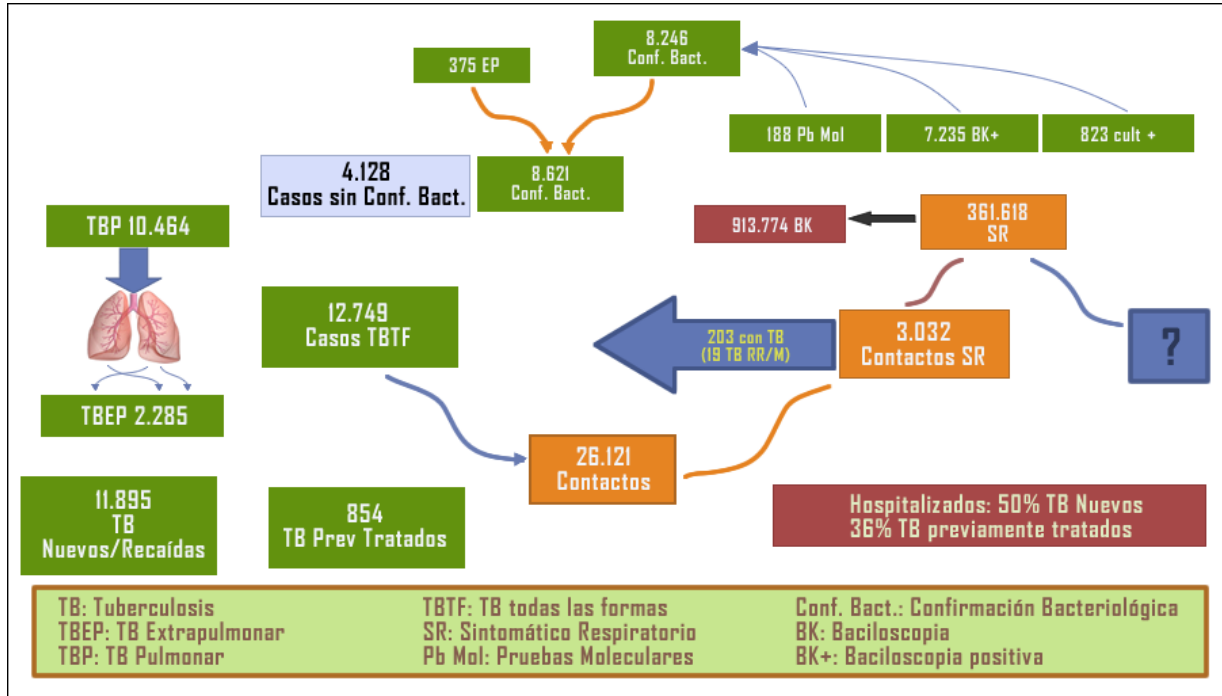 8.246
Conf. Bact.
375 EP
188 Pb Mol
7.235 BK+
823 cult +
4.128
Casos sin Conf. Bact.
8.621
Conf. Bact.
TBP 10.464
913.774 BK
361.618
SR
12.749
Casos TBTF
203 con TB
(19 TB RR/M)
3.032
Contactos SR
?
TBEP 2.285
26.121
Contactos
11.895
TB
Nuevos/Recaídas
854
TB Prev Tratados
Hospitalizados: 50% TB Nuevos
36% TB previamente tratados
TB: Tuberculosis
TBEP: TB Extrapulmonar
TBP: TB Pulmonar
TBTF: TB todas las formas
SR: Sintomático Respiratorio
Pb Mol: Pruebas Moleculares
Conf. Bact.: Confirmación Bacteriológica
BK: Baciloscopia
BK+: Baciloscopia positiva